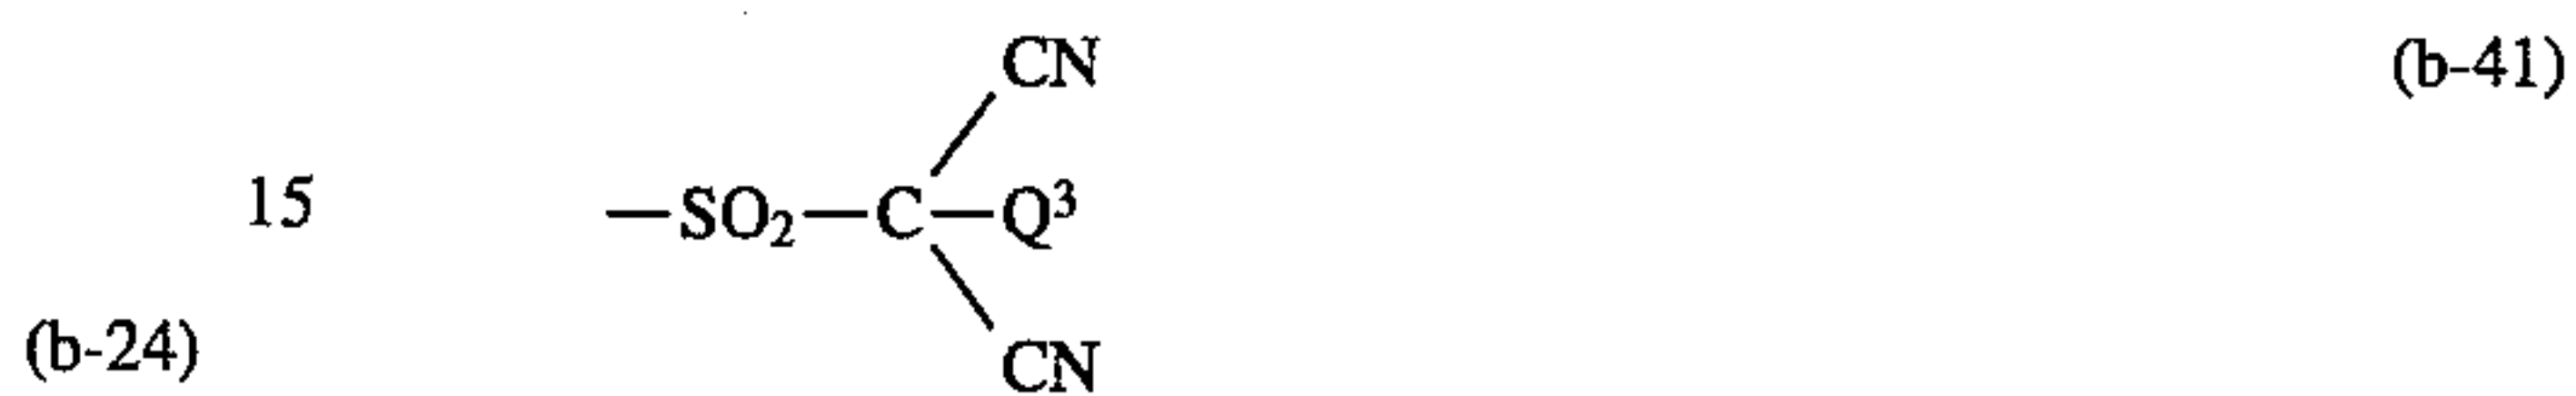 CN (b-41)
15 —SO₂—C—Q³
(b-24)
CN